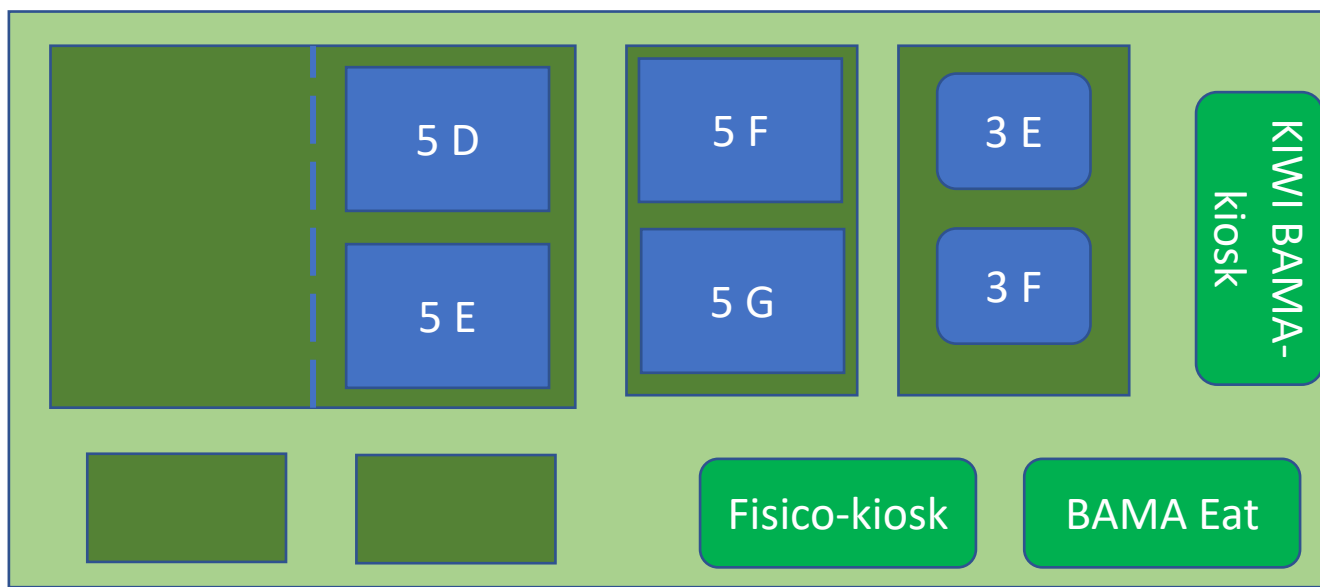 5 D
5 F
3 E
5 E
5 G
3 F
KIWI BAMA-
kiosk
Fisico-kiosk
BAMA Eat